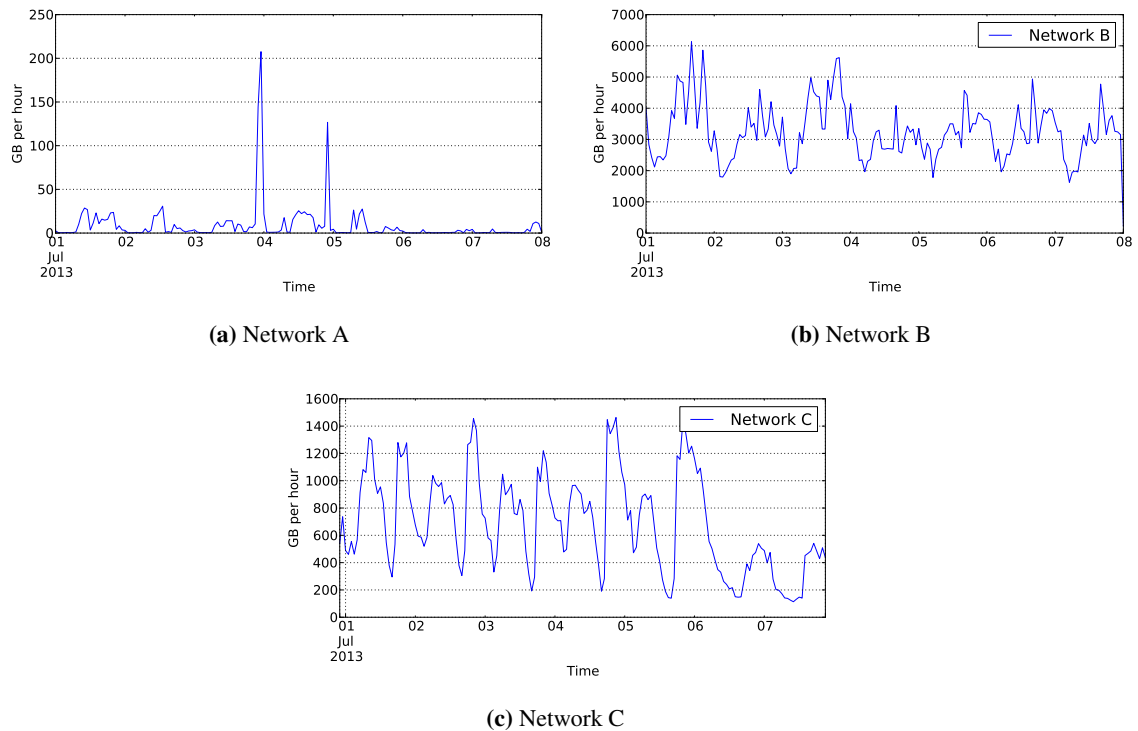 250
200
150
100
50
0
GB per hour
01 02 03 04 05 06 07 08
Jul
2013
Time
(a) Network A
7000
6000
5000
4000
3000
2000
1000
0
GB per hour
Network B
01 02 03 04 05 06 07 08
Jul
2013
Time
(b) Network B
1600
1400
1200
1000
800
600
400
200
0
GB per hour
Network C
01 02 03 04 05 06 07
Jul
2013
Time
(c) Network C